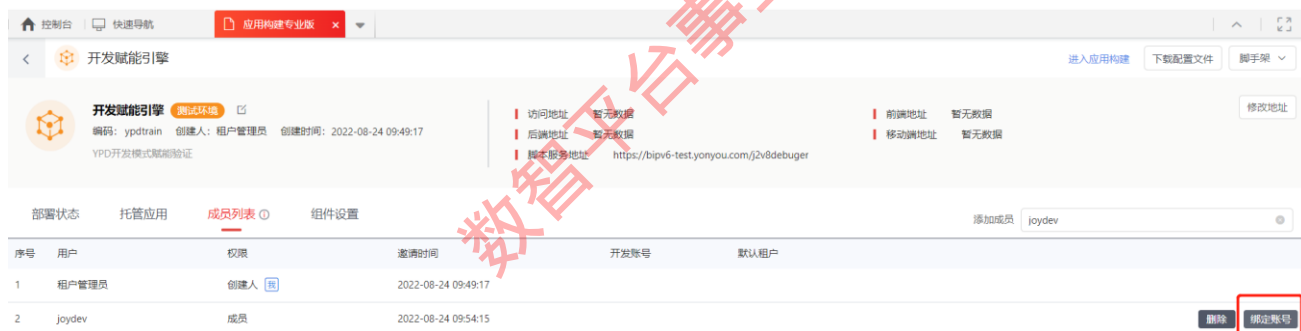 控制台 快速导航 应用构建专业版
开发赋能引擎 进入应用构建 下载配置文件 脚手架
开发赋能引擎 测试环境
编码: ypdtrain 创建人: 租户管理员 创建时间: 2022-08-24 09:49:17
YPD开发模式赋能验证
访问地址 暂无数据
后端地址 暂无数据
脚本服务地址 https://bipv6-test.yonyou.com/j2v8debuger
前端地址 暂无数据
移动端地址 暂无数据
修改地址
部署状态 托管应用 成员列表 组件设置 添加成员 joydev
序号 用户 权限 邀请时间 开发账号 默认租户
1 租户管理员 创建人 我 2022-08-24 09:49:17
2 joydev 成员 2022-08-24 09:54:15 删除 绑定账号
数智平台事